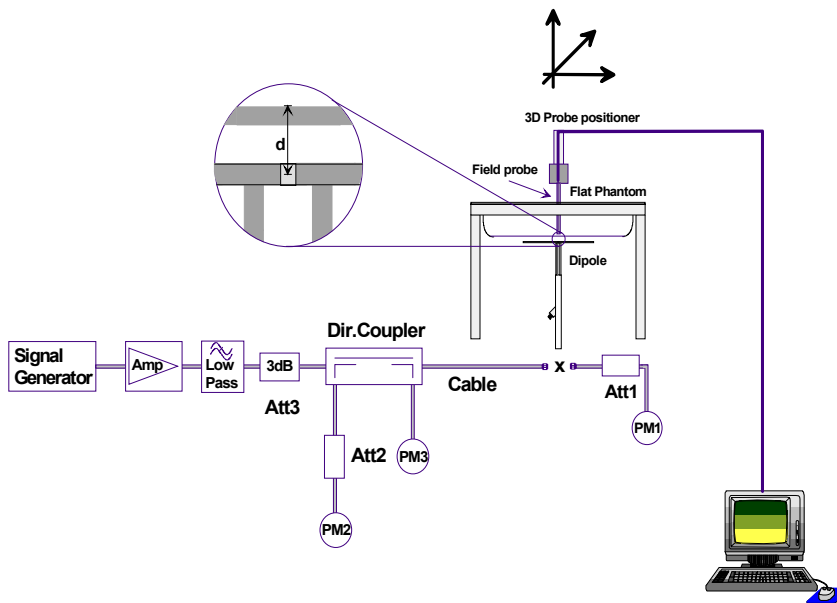 3D Probe positioner
d
Field probe
Flat Phantom
Dipole
Dir.Coupler
Signal
Generator
Amp
Low
Pass
3dB
Att3
Cable
x
Att1
PM1
Att2
PM3
PM2